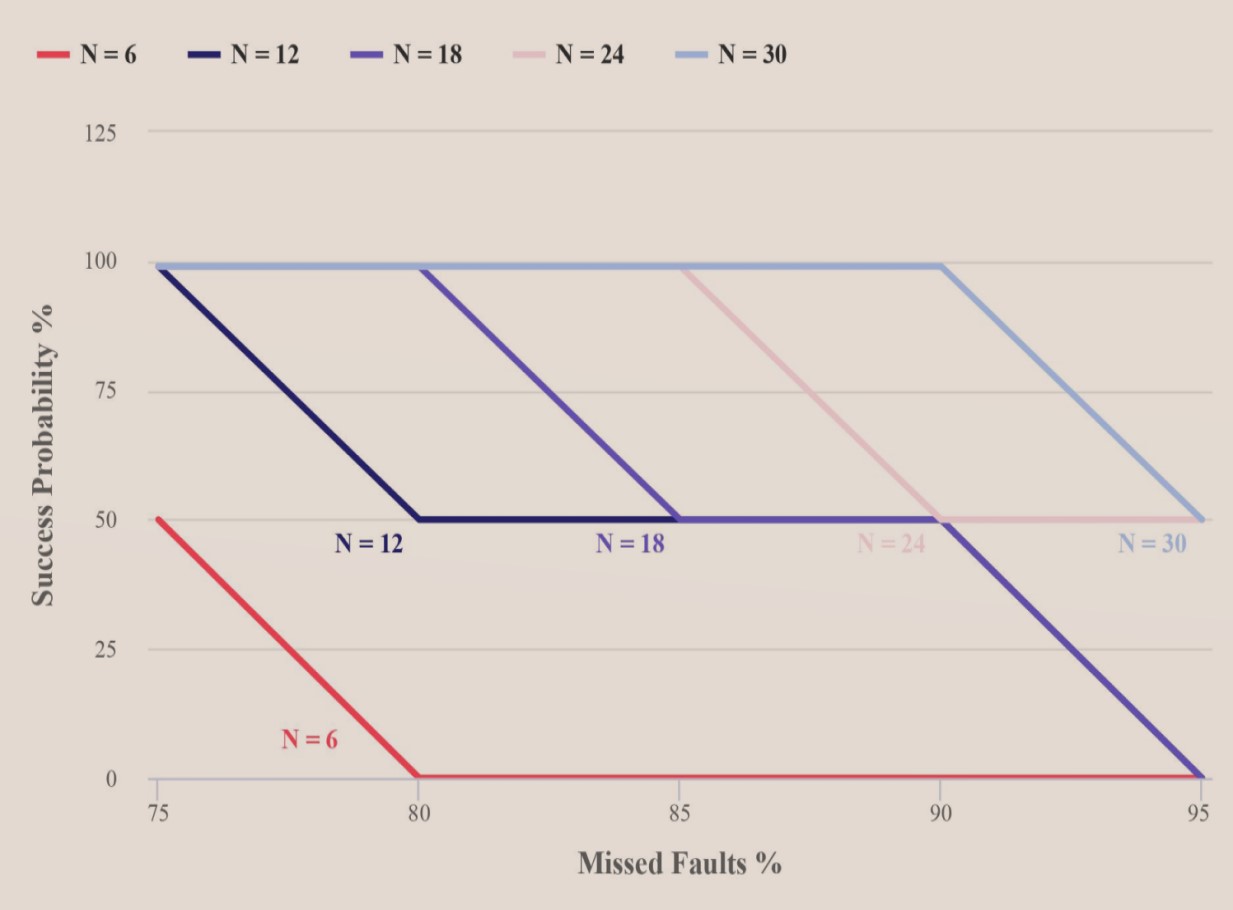 N = 6 N = 12 N = 18 N = 24 N = 30
125
100
75
50
25
0
Success Probability %
N = 12 N = 18 N = 24 N = 30
N = 6
75 80 85 90 95
Missed Faults %